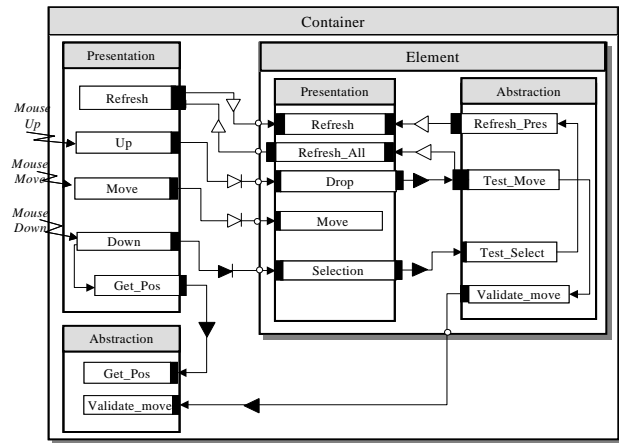 Container
Presentation
Refresh
Up
Move
Down
Get_Pos
Mouse
Up
Mouse
Move
Mouse
Down
Abstraction
Get_Pos
Validate_move
Element
Presentation
Refresh
Refresh_All
Drop
Move
Selection
Abstraction
Refresh_Pres
Test_Move
Test_Select
Validate_move